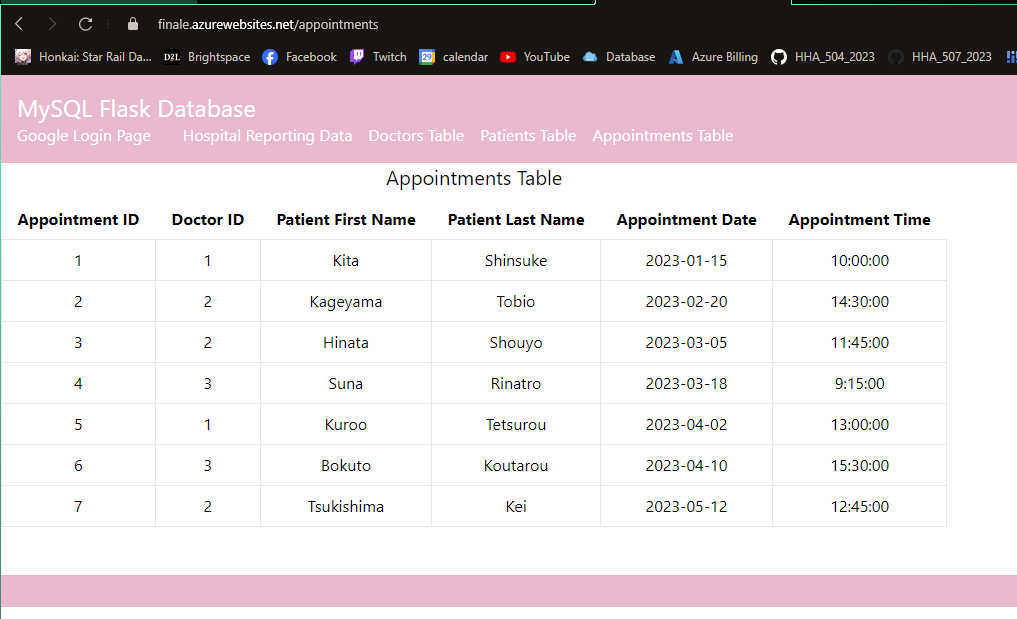 finale.azurewebsites.net/appointments
Honkai: Star Rail Da... D2L Brightspace Facebook Twitch 29 calendar YouTube Database Azure Billing HHA_504_2023 HHA_507_2023
MySQL Flask Database
Google Login Page Hospital Reporting Data Doctors Table Patients Table Appointments Table
Appointments Table
Appointment ID Doctor ID Patient First Name Patient Last Name Appointment Date Appointment Time
1 1 Kita Shinsuke 2023-01-15 10:00:00
2 2 Kageyama Tobio 2023-02-20 14:30:00
3 2 Hinata Shouyo 2023-03-05 11:45:00
4 3 Suna Rinatro 2023-03-18 9:15:00
5 1 Kuroo Tetsurou 2023-04-02 13:00:00
6 3 Bokuto Koutarou 2023-04-10 15:30:00
7 2 Tsukishima Kei 2023-05-12 12:45:00